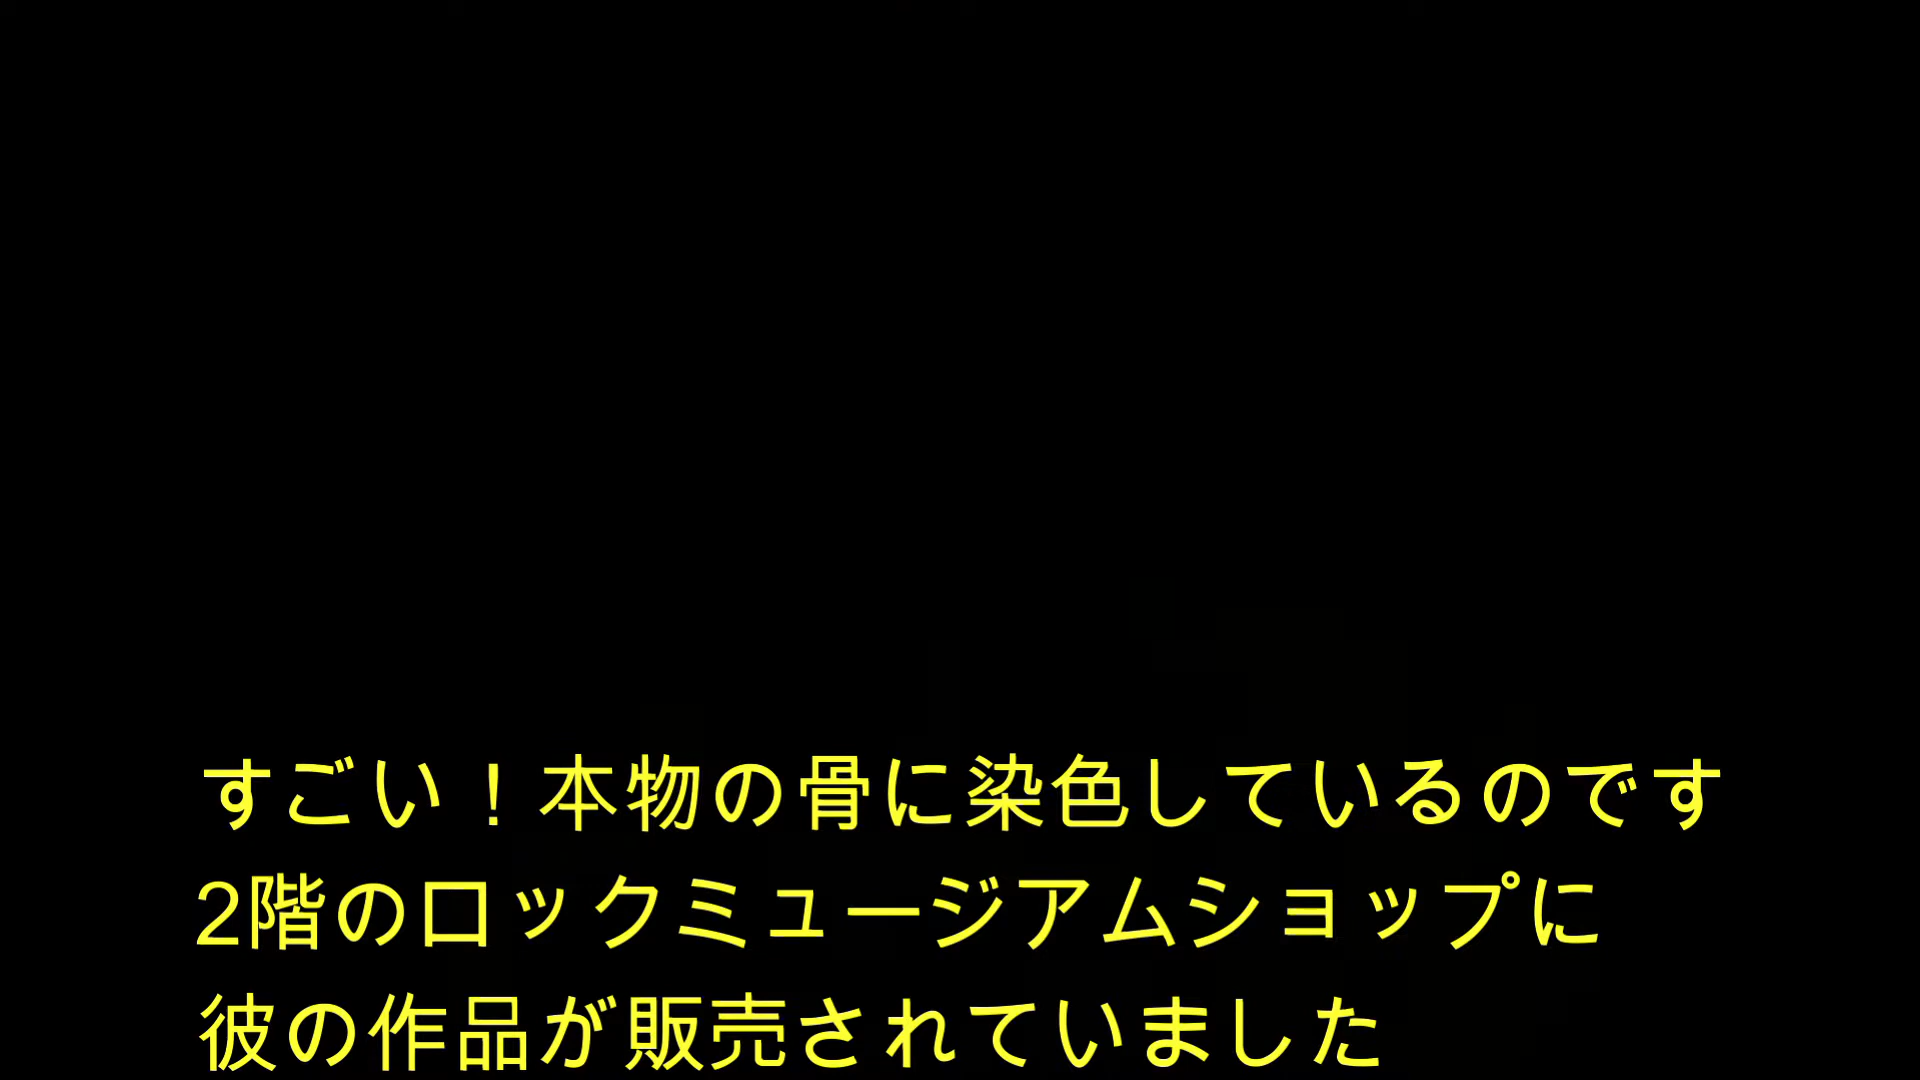 すごい！本物の骨に染色しているのです
2階のロックミュージアムショップに
彼の作品が販売されていました